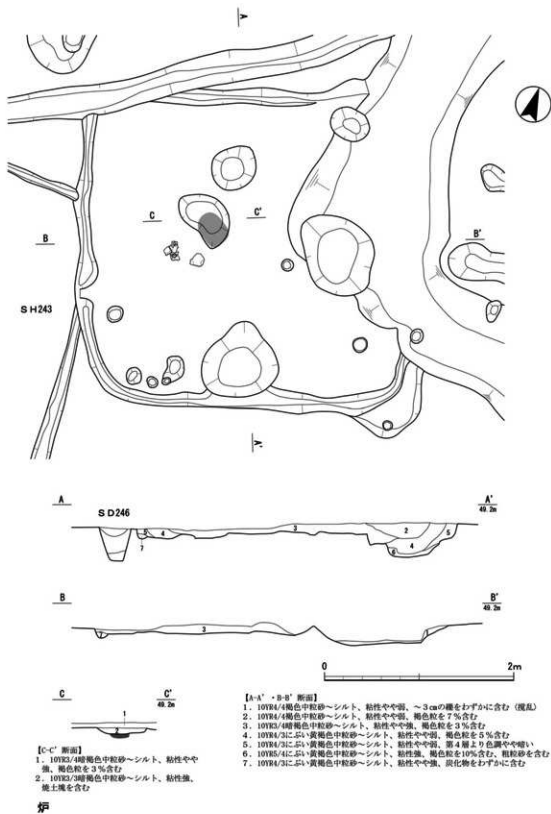 A
C
C'
B
B'
SH243
A'
A
SD246
A'
49.2m
5
4
7
3
2
5
4
6
B
B'
49.2m
7
3
0
2m
C
C'
49.2m
1
2
【C-C' 断面】
1．10YR3/4暗褐色中粒砂～シルト、粘性やや
強、褐色粒を3％含む
2．10YR3/3暗褐色中粒砂～シルト、粘性強、
焼土塊を含む
炉
【A-A'・B-B' 断面】
1．10YR4/4褐色中粒砂～シルト、粘性やや弱、～3㎝の礫をわずかに含む（撹乱）
2．10YR4/4褐色中粒砂～シルト、粘性やや弱、褐色粒を7％含む
3．10YR3/4暗褐色中粒砂～シルト、粘性やや強、褐色粒を3％含む
4．10YR4/3にぶい黄褐色中粒砂～シルト、粘性やや弱、褐色粒を5％含む
5．10YR4/3にぶい黄褐色中粒砂～シルト、粘性やや弱、第4層より色調やや暗い
6．10YR5/4にぶい黄褐色中粒砂～シルト、粘性強、褐色粒を10％含む、粗粒砂を含む
7．10YR4/3にぶい黄褐色中粒砂～シルト、粘性やや強、炭化物をわずかに含む